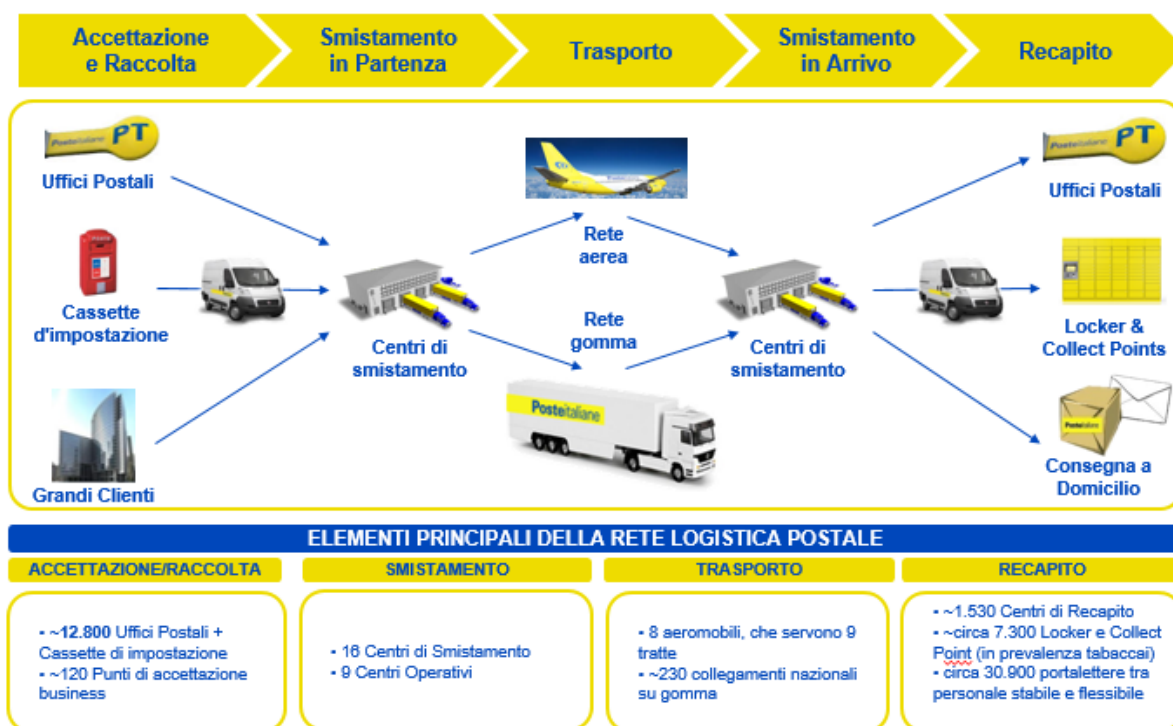 Accettazione
e Raccolta
Smistamento
in Partenza
Trasporto
Smistamento
in Arrivo
Recapito
Posteitaliane PT
Uffici Postali
Cassette
d'impostazione
Grandi Clienti
Centri di
smistamento
Rete
aerea
Rete
gomma
Posteitaliane
Centri di
smistamento
Posteitaliane PT
Uffici Postali
Locker &
Collect Points
Posteitaliane
Consegna a
Domicilio
ELEMENTI PRINCIPALI DELLA RETE LOGISTICA POSTALE
ACCETTAZIONE/RACCOLTA
▪ ~12.800 Uffici Postali +
Cassette di impostazione
▪ ~120 Punti di accettazione
business
SMISTAMENTO
▪ 16 Centri di Smistamento
▪ 9 Centri Operativi
TRASPORTO
▪ 8 aeromobili, che servono 9
tratte
▪ ~230 collegamenti nazionali
su gomma
RECAPITO
▪ ~1.530 Centri di Recapito
▪ ~circa 7.300 Locker e Collect
Point (in prevalenza tabaccai)
▪ circa 30.900 portalettere tra
personale stabile e flessibile